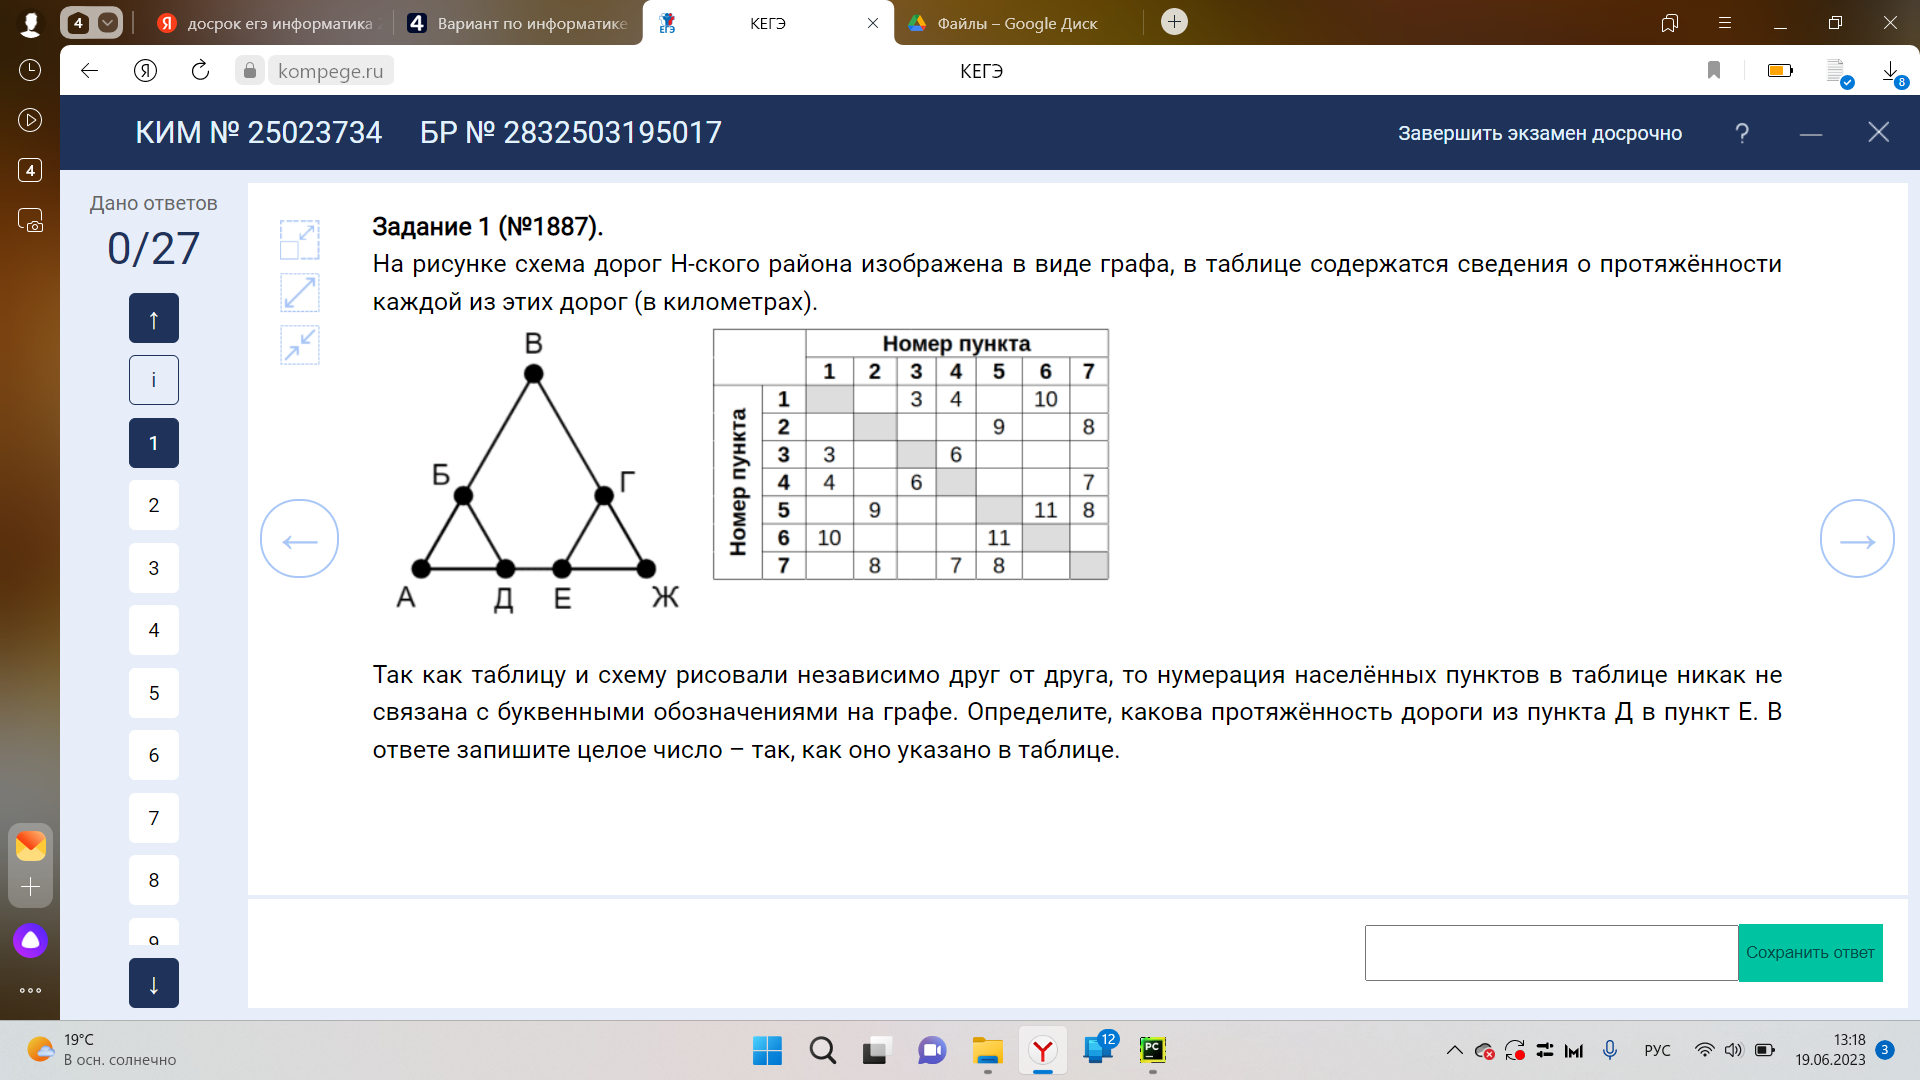 4
досрок егэ информатика 2
Вариант по информатике
ЕГЭ
КЕГЭ
Файлы – Google Диск
kompege.ru
КЕГЭ
8
КИМ № 25023734 БР № 2832503195017
Завершить экзамен досрочно
?
4
Дано ответов
0/27
↑
i
1
2
3
4
5
6
7
8
9
↓
Задание 1 (№1887).
На рисунке схема дорог Н-ского района изображена в виде графа, в таблице содержатся сведения о протяжённости
каждой из этих дорог (в километрах).
В
Б
Г
А
Д
Е
Ж
Номер пункта
1 2 3 4 5 6 7
Номер пункта
1 3 4 10
2 9 8
3 3 6
4 4 6 7
5 9 11 8
6 10 11
7 8 7 8
Так как таблицу и схему рисовали независимо друг от друга, то нумерация населённых пунктов в таблице никак не
связана с буквенными обозначениями на графе. Определите, какова протяжённость дороги из пункта Д в пункт Е. В
ответе запишите целое число – так, как оно указано в таблице.
Сохранить ответ
19°C
В осн. солнечно
12
PC
РУС
13:18
19.06.2023
3